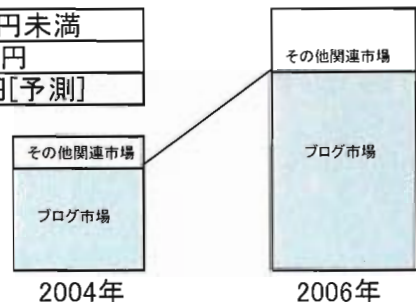 円未満
円
[予測]
その他関連市場
その他関連市場
ブログ市場
ブログ市場
2004年
2006年